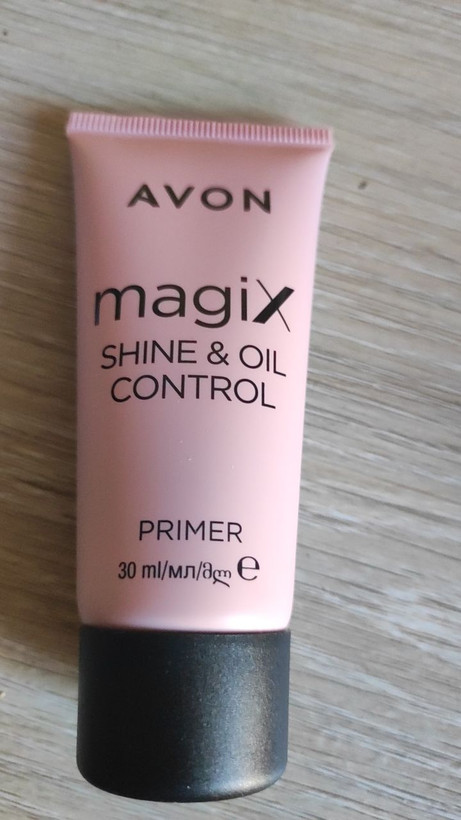 AVON
magiX
SHINE & OIL
CONTROL
PRIMER
30 ml/мл/მლ ℮